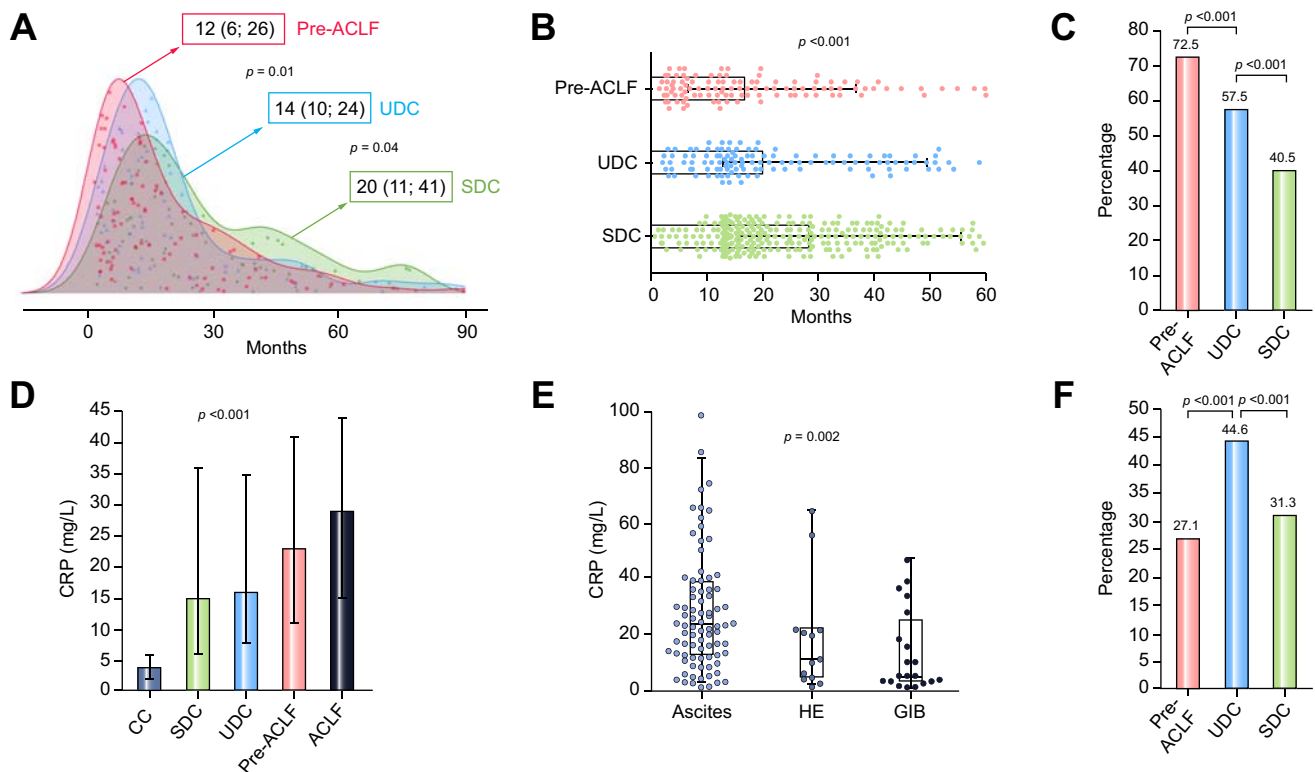 A
12 (6; 26) Pre-ACLF
p = 0.01
14 (10; 24) UDC
p = 0.04
20 (11; 41) SDC
0 30 60 90
Months
B
p <0.001
Pre-ACLF
UDC
SDC
0 10 20 30 40 50 60
Months
C
p <0.001
p <0.001
80
70
60
50
40
30
20
10
0
Percentage
72.5
57.5
40.5
Pre-ACLF
UDC
SDC
D
p <0.001
45
40
35
30
25
20
15
10
5
0
CRP (mg/L)
CC
SDC
UDC
Pre-ACLF
ACLF
E
p = 0.002
100
80
60
40
20
0
CRP (mg/L)
Ascites HE GIB
F
p <0.001 p <0.001
50
45
40
35
30
25
20
15
10
5
0
Percentage
27.1
44.6
31.3
Pre-ACLF
UDC
SDC